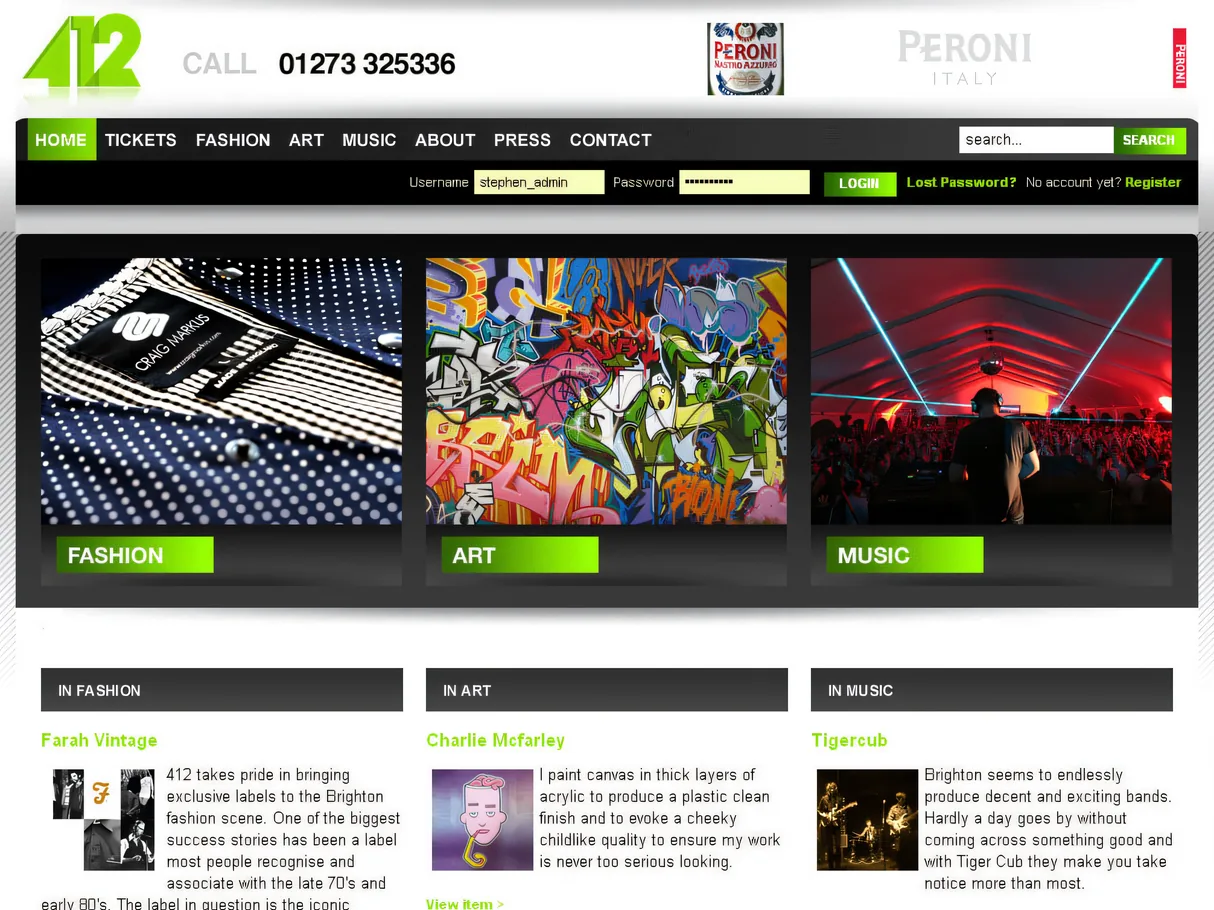 412
CALL 01273 325336
PERONI
NASTRO AZZURRO
PERONI
ITALY
PERONI
HOME TICKETS FASHION ART MUSIC ABOUT PRESS CONTACT
search... SEARCH
Username stephen_admin Password •••••••••• LOGIN Lost Password? No account yet? Register
CRAIG MARKUS
MADE IN ENGLAND
L
FASHION
ART
MUSIC
IN FASHION
Farah Vintage
412 takes pride in bringing
exclusive labels to the Brighton
fashion scene. One of the biggest
success stories has been a label
most people recognise and
associate with the late 70's and
early 80's. The label in question is the iconic
IN ART
Charlie Mcfarley
I paint canvas in thick layers of
acrylic to produce a plastic clean
finish and to evoke a cheeky
childlike quality to ensure my work
is never too serious looking.
View item >
IN MUSIC
Tigercub
Brighton seems to endlessly
produce decent and exciting bands.
Hardly a day goes by without
coming across something good and
with Tiger Cub they make you take
notice more than most.